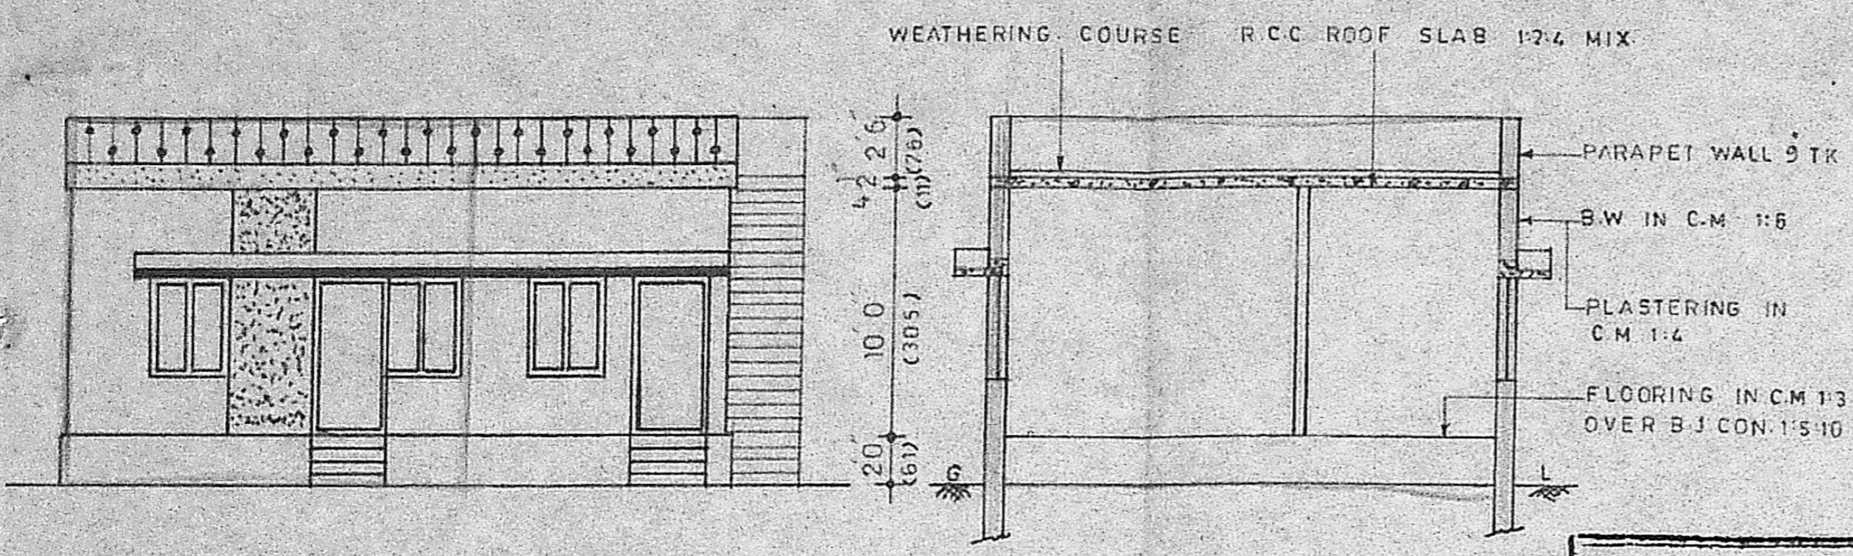 WEATHERING. COURSE R.C.C ROOF SLAB 1:2:4 MIX.
2 6
(76)
4 2
(11)
10 0
(305)
2 0
(61)
PARAPET WALL 9" TK
B.W IN C.M 1:6
PLASTERING IN
C M 1:4
FLOORING IN C.M 1:3
OVER B J CON. 1:5:10
G
L